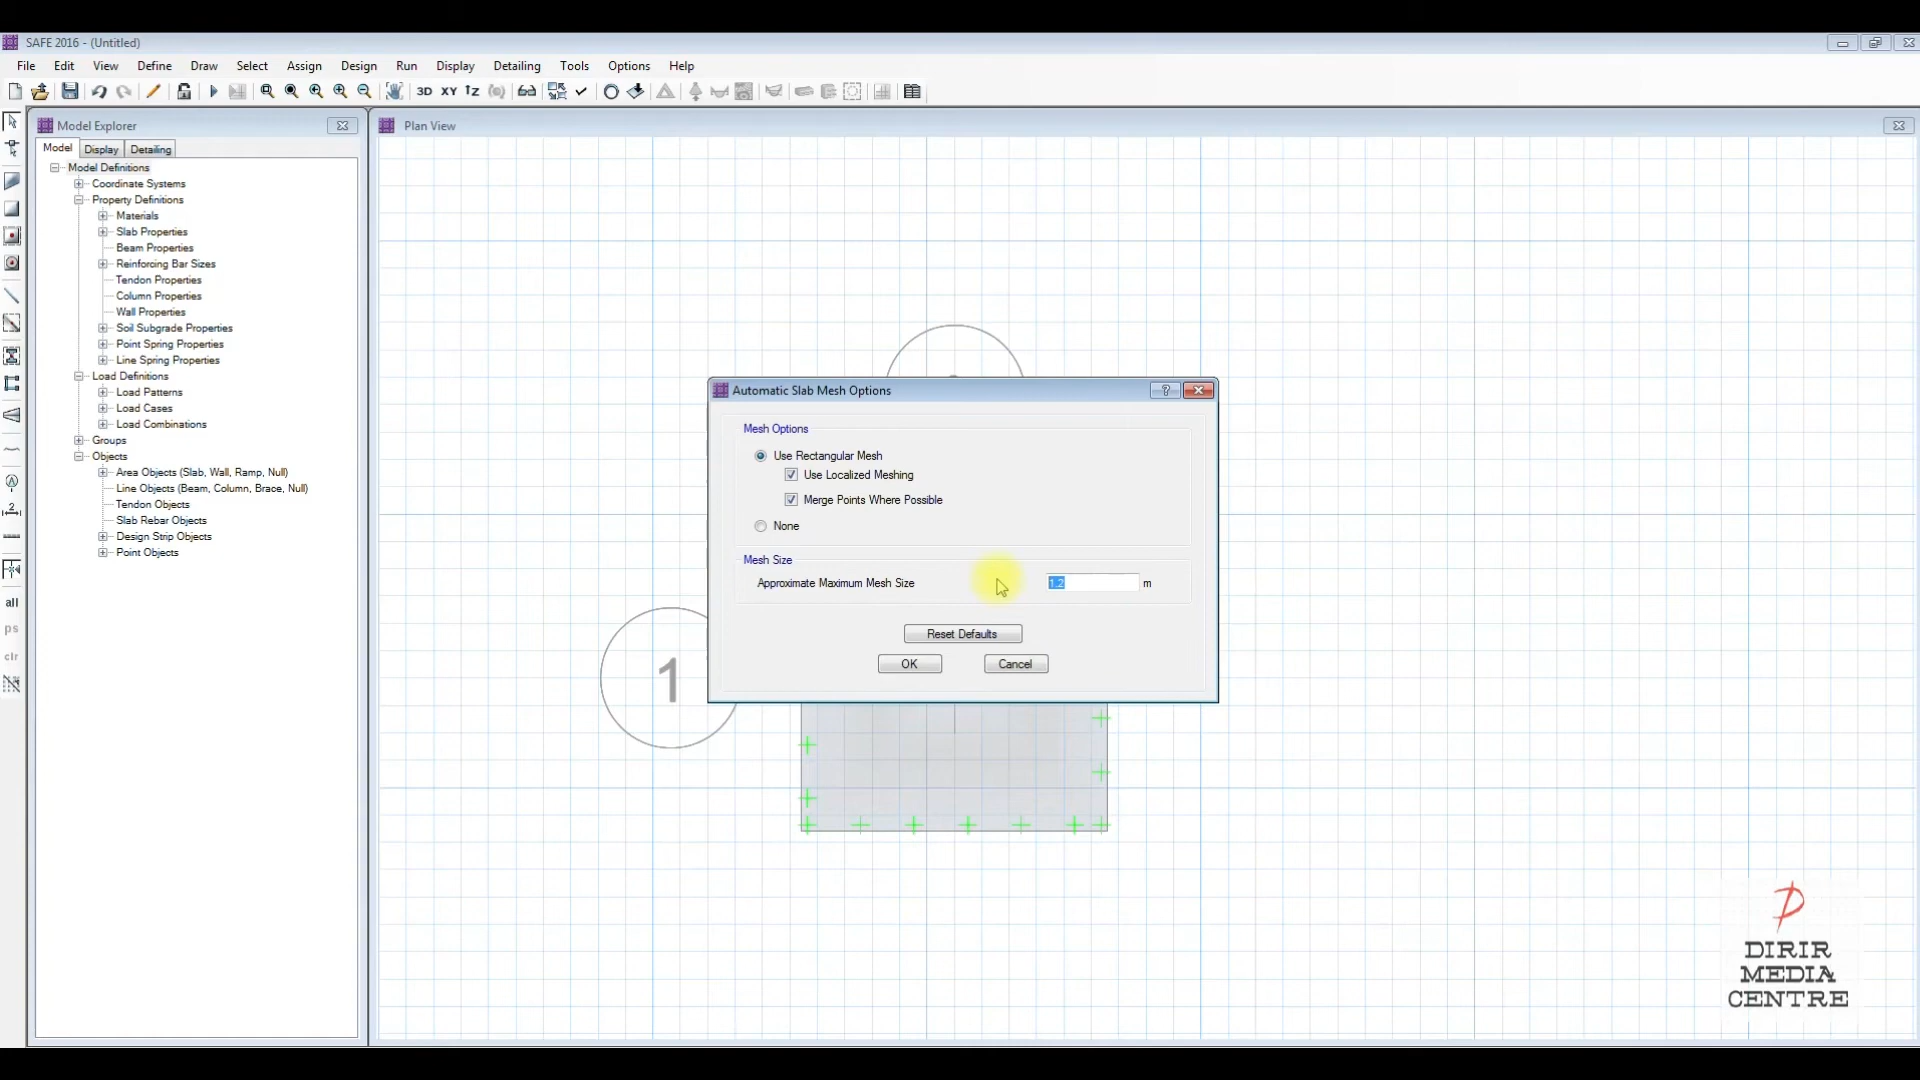 SAFE 2016 - (Untitled)
File Edit View Define Draw Select Assign Design Run Display Detailing Tools Options Help
3D XY
Model Explorer
Plan View
Model Display Detailing
Model Definitions
Coordinate Systems
Property Definitions
Materials
Slab Properties
Beam Properties
Reinforcing Bar Sizes
Tendon Properties
Column Properties
Wall Properties
Soil Subgrade Properties
Point Spring Properties
Line Spring Properties
Load Definitions
Load Patterns
Load Cases
Load Combinations
Groups
Objects
Area Objects (Slab, Wall, Ramp, Null)
Line Objects (Beam, Column, Brace, Null)
Tendon Objects
Slab Rebar Objects
Design Strip Objects
Point Objects
all
ps
clr
Automatic Slab Mesh Options
Mesh Options
Use Rectangular Mesh
Use Localized Meshing
Merge Points Where Possible
None
Mesh Size
Approximate Maximum Mesh Size 1.2 m
Reset Defaults
OK Cancel
1
DIRIR
MEDIA
CENTRE